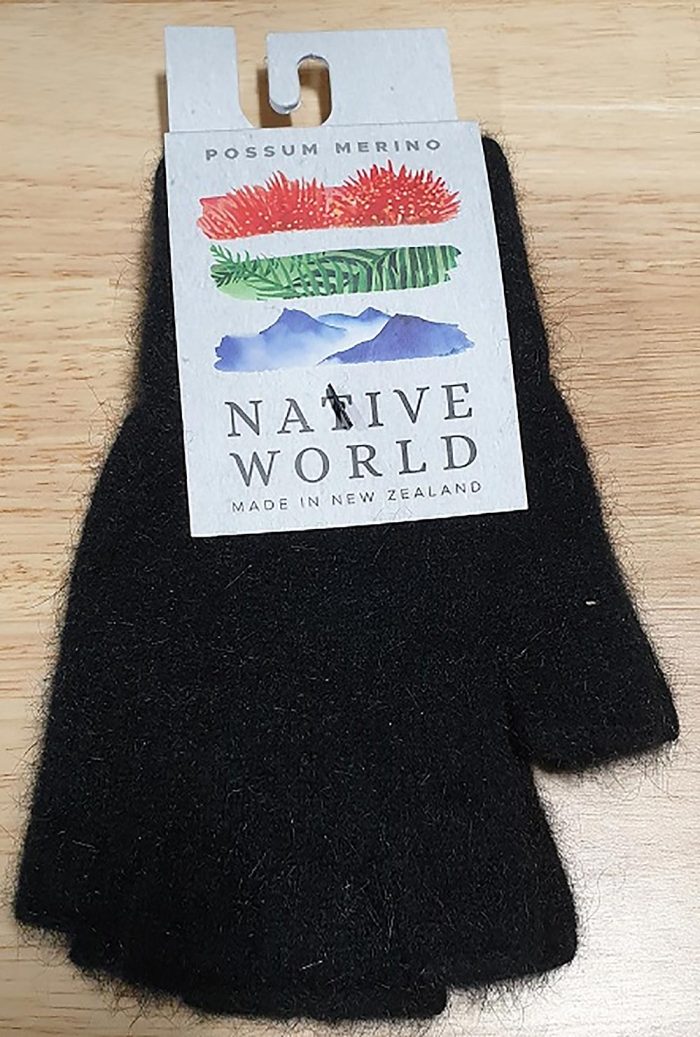 POSSUM MERINO
NATIVE
WORLD
MADE IN NEW ZEALAND